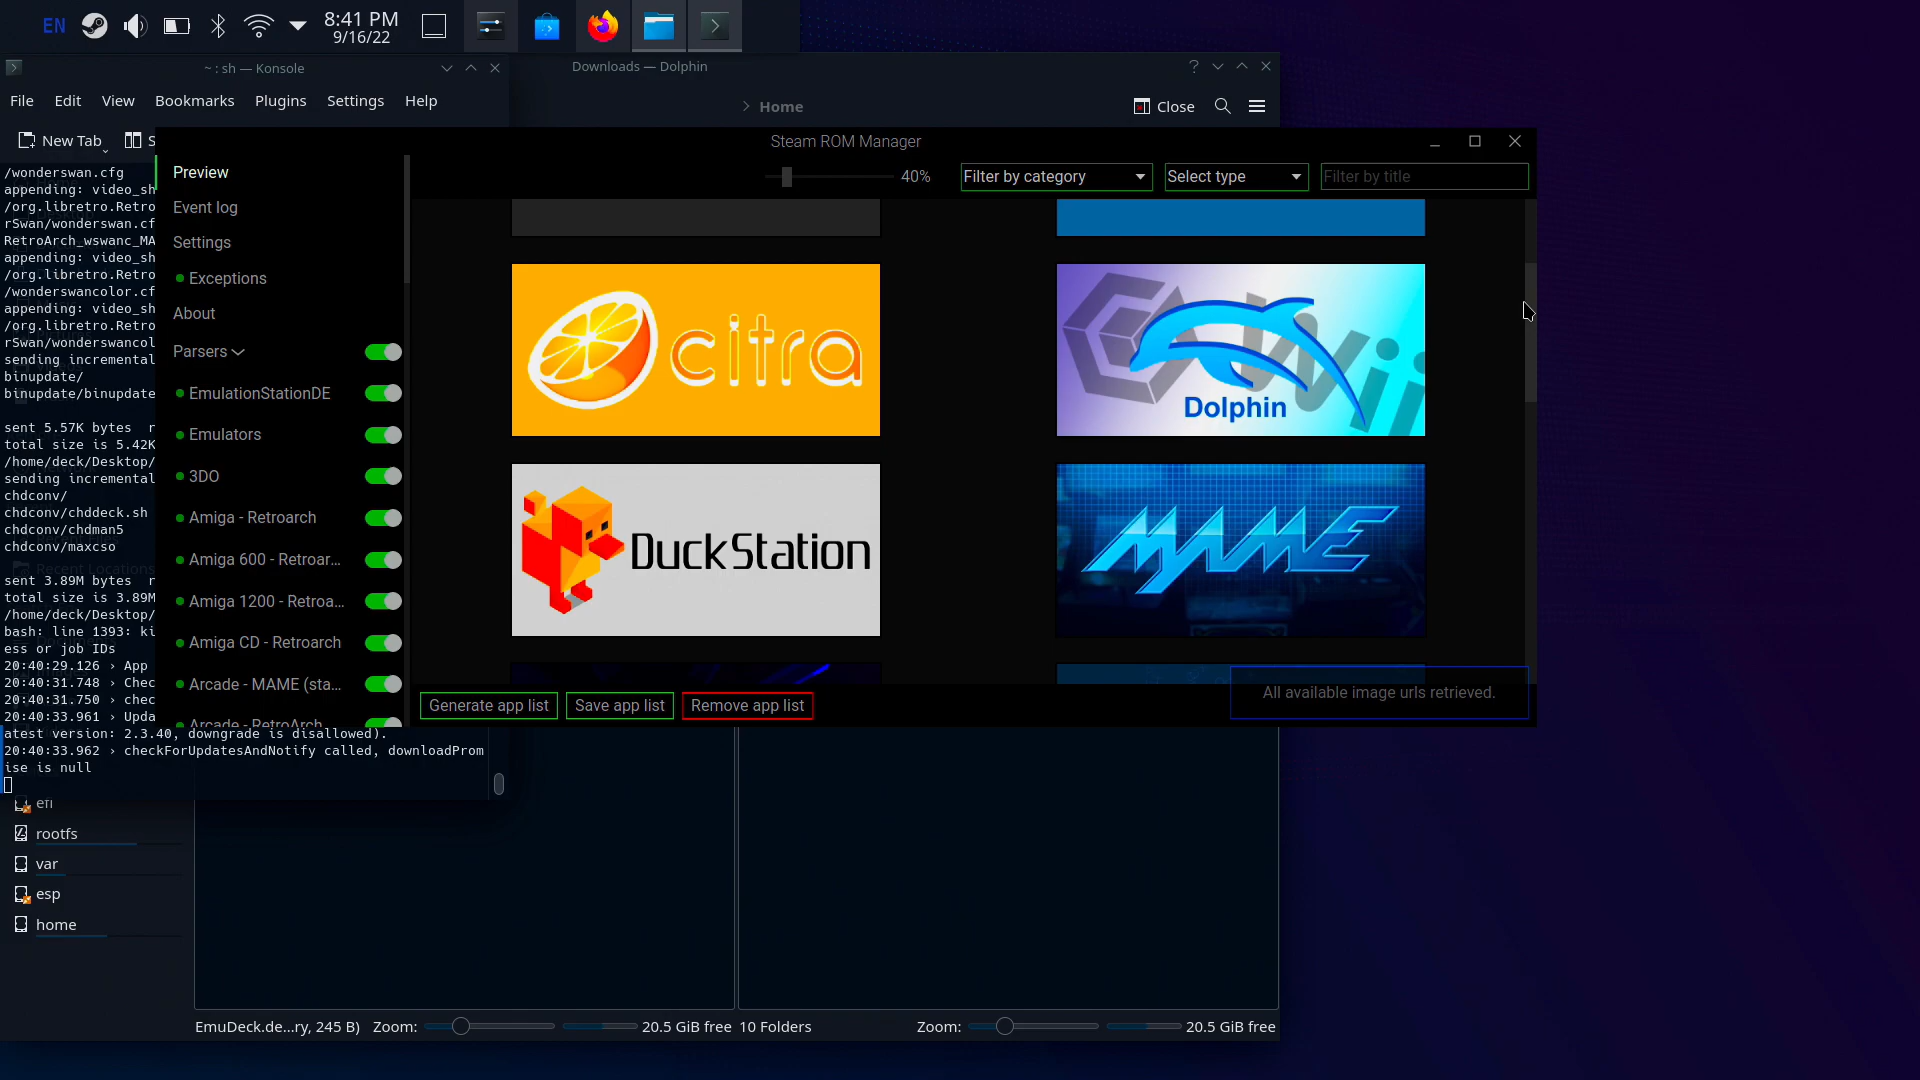 EN
8:41 PM
9/16/22
~ : sh — Konsole
Downloads — Dolphin
File Edit View Bookmarks Plugins Settings Help
Home
Close
New Tab
S
Steam ROM Manager
40%
Filter by category
Select type
Filter by title
Preview
Event log
Settings
Exceptions
About
Parsers
EmulationStationDE
Emulators
3DO
Amiga - Retroarch
Amiga 600 - Retroar...
Amiga 1200 - Retroa...
Amiga CD - Retroarch
Arcade - MAME (sta...
Arcade - RetroArch
/wonderswan.cfg
appending: video_sh
/org.libretro.Retro
rSwan/wonderswan.cf
RetroArch_wswanc_MA
appending: video_sh
/org.libretro.Retro
/wonderswancolor.cf
appending: video_sh
/org.libretro.Retro
rSwan/wonderswancol
sending incremental
binupdate/
binupdate/binupdate
sent 5.57K bytes r
total size is 5.42K
/home/deck/Desktop/
sending incremental
chdconv/
chdconv/chddeck.sh
chdconv/chdman5
chdconv/maxcso
Recent Locations
sent 3.89M bytes r
total size is 3.89M
/home/deck/Desktop/
bash: line 1393: ki
ess or job IDs
20:40:29.126 › App
20:40:31.748 › Chec
20:40:31.750 › chec
20:40:33.961 › Upda
atest version: 2.3.40, downgrade is disallowed).
20:40:33.962 › checkForUpdatesAndNotify called, downloadProm
ise is null
citra
Wii
Dolphin
DuckStation
MAME
Generate app list
Save app list
Remove app list
All available image urls retrieved.
efi
rootfs
var
esp
home
EmuDeck.de...ry, 245 B)
Zoom:
20.5 GiB free
10 Folders
Zoom:
20.5 GiB free